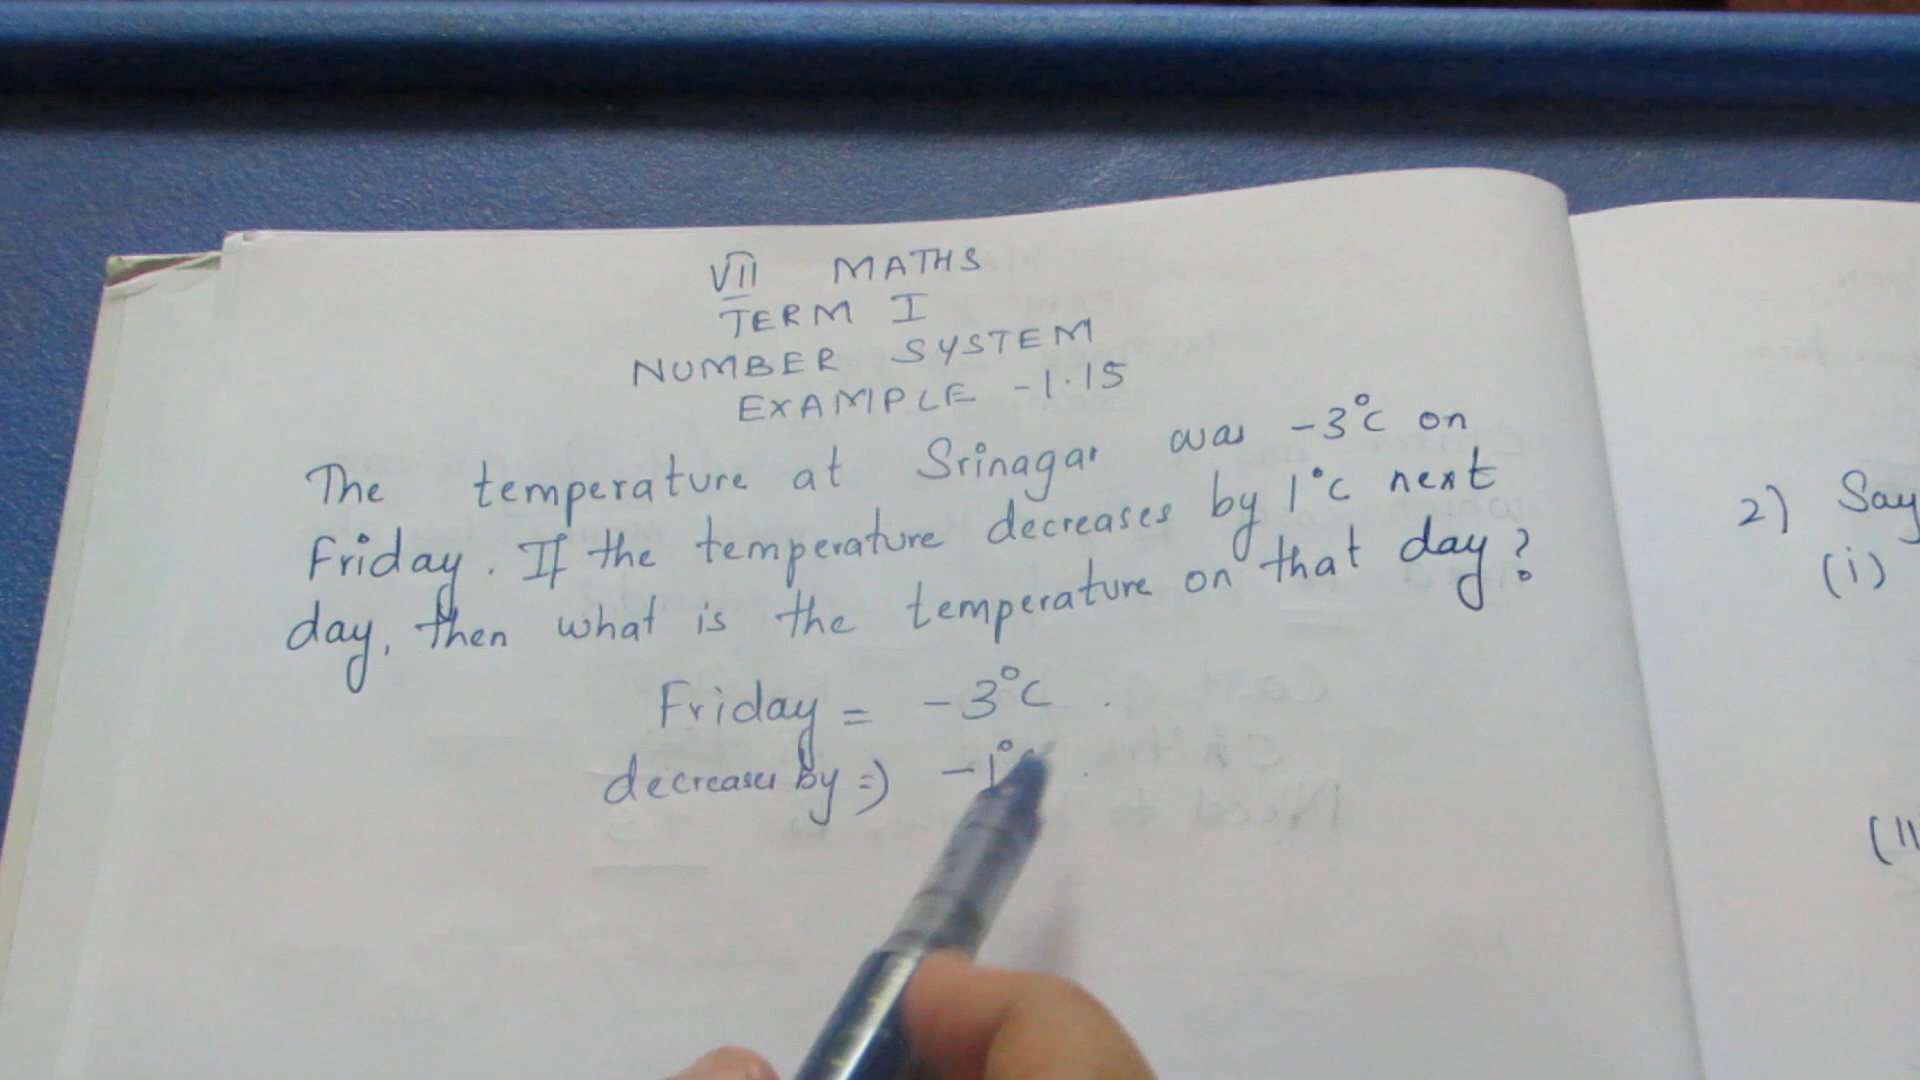 VII MATHS
TERM I
NUMBER SYSTEM
EXAMPLE - 1.15
The temperature at Srinagar was -3°C on
Friday. If the temperature decreases by 1°C next
day, then what is the temperature on that day?
Friday = -3°C
decreases by => -1°
2) Say
(i)
(II